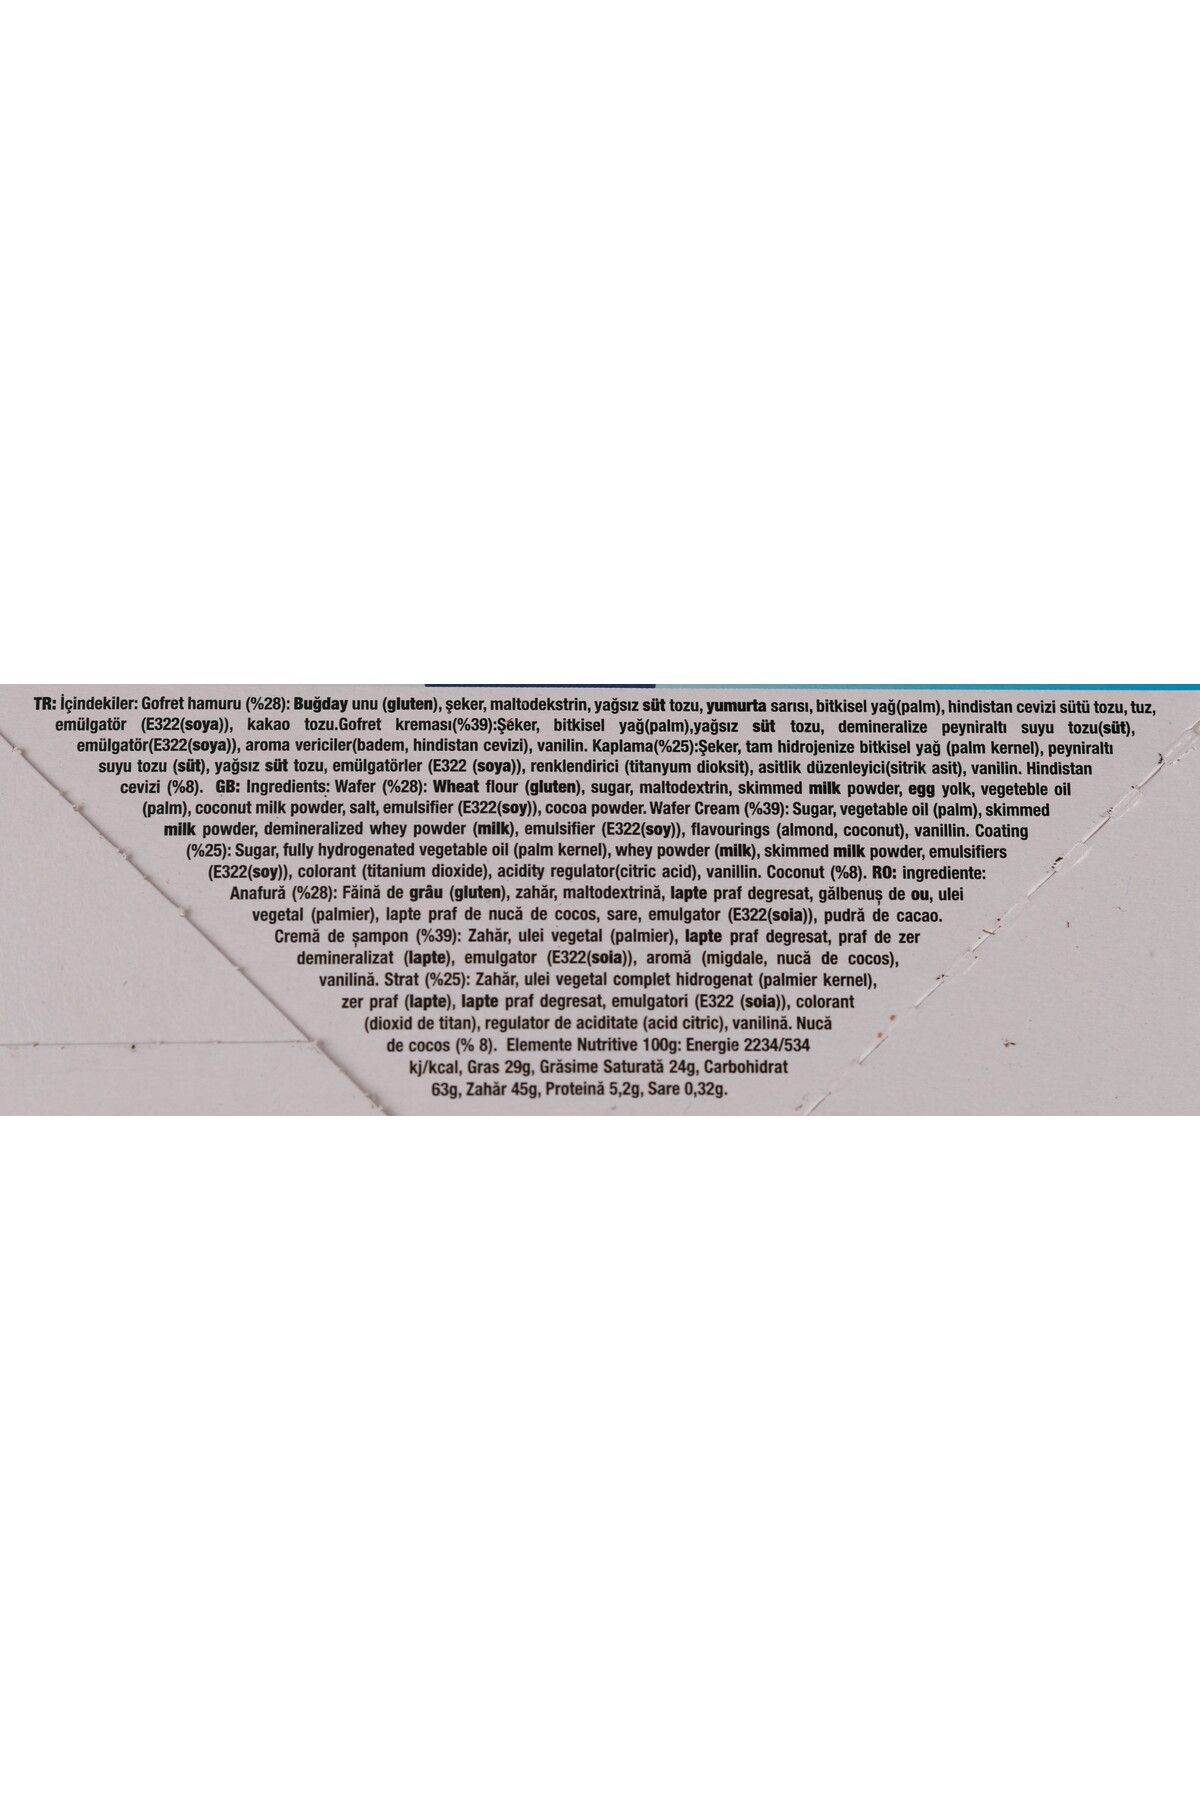 TR: İçindekiler: Gofret hamuru (%28): Buğday unu (gluten), şeker, maltodekstrin, yağsız süt tozu, yumurta sarısı, bitkisel yağ(palm), hindistan cevizi sütü tozu, tuz,
emülgatör (E322(soya)), kakao tozu.Gofret kreması(%39):Şeker, bitkisel yağ(palm),yağsız süt tozu, demineralize peyniraltı suyu tozu(süt),
emülgatör(E322(soya)), aroma vericiler(badem, hindistan cevizi), vanilin. Kaplama(%25):Şeker, tam hidrojenize bitkisel yağ (palm kernel), peyniraltı
suyu tozu (süt), yağsız süt tozu, emülgatörler (E322 (soya)), renklendirici (titanyum dioksit), asitlik düzenleyici(sitrik asit), vanilin. Hindistan
cevizi (%8). GB: Ingredients: Wafer (%28): Wheat flour (gluten), sugar, maltodextrin, skimmed milk powder, egg yolk, vegeteble oil
(palm), coconut milk powder, salt, emulsifier (E322(soy)), cocoa powder. Wafer Cream (%39): Sugar, vegetable oil (palm), skimmed
milk powder, demineralized whey powder (milk), emulsifier (E322(soy)), flavourings (almond, coconut), vanillin. Coating
(%25): Sugar, fully hydrogenated vegetable oil (palm kernel), whey powder (milk), skimmed milk powder, emulsifiers
(E322(soy)), colorant (titanium dioxide), acidity regulator(citric acid), vanillin. Coconut (%8). RO: ingrediente:
Anafură (%28): Făină de grâu (gluten), zahăr, maltodextrină, lapte praf degresat, gălbenuș de ou, ulei
vegetal (palmier), lapte praf de nucă de cocos, sare, emulgator (E322(soia)), pudră de cacao.
Cremă de șampon (%39): Zahăr, ulei vegetal (palmier), lapte praf degresat, praf de zer
demineralizat (lapte), emulgator (E322(soia)), aromă (migdale, nucă de cocos),
vanilină. Strat (%25): Zahăr, ulei vegetal complet hidrogenat (palmier kernel),
zer praf (lapte), lapte praf degresat, emulgatori (E322 (soia)), colorant
(dioxid de titan), regulator de aciditate (acid citric), vanilină. Nucă
de cocos (% 8). Elemente Nutritive 100g: Energie 2234/534
kj/kcal, Gras 29g, Grăsime Saturată 24g, Carbohidrat
63g, Zahăr 45g, Proteină 5,2g, Sare 0,32g.